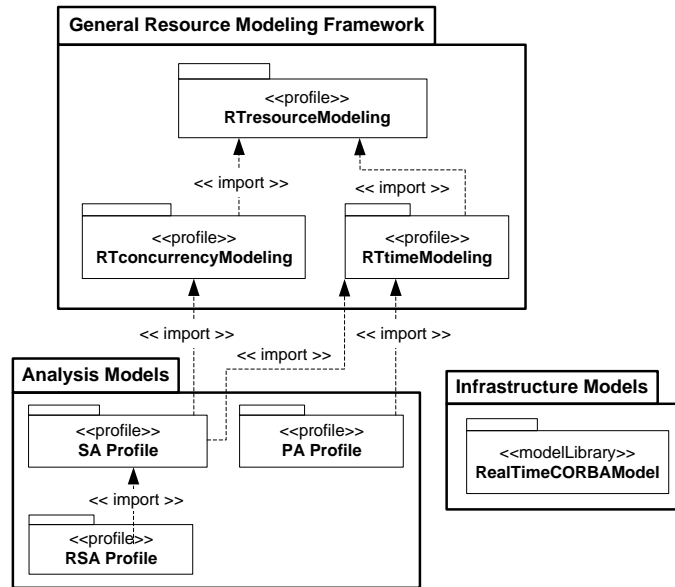 General Resource Modeling Framework
<<profile>>
RTresourceModeling
<< import >>
<< import >>
<<profile>>
RTconcurrencyModeling
<<profile>>
RTtimeModeling
<< import >>
<< import >>
<< import >>
Analysis Models
<<profile>>
SA Profile
<<profile>>
PA Profile
<< import >>
<<profile>>
RSA Profile
Infrastructure Models
<<modelLibrary>>
RealTimeCORBAModel